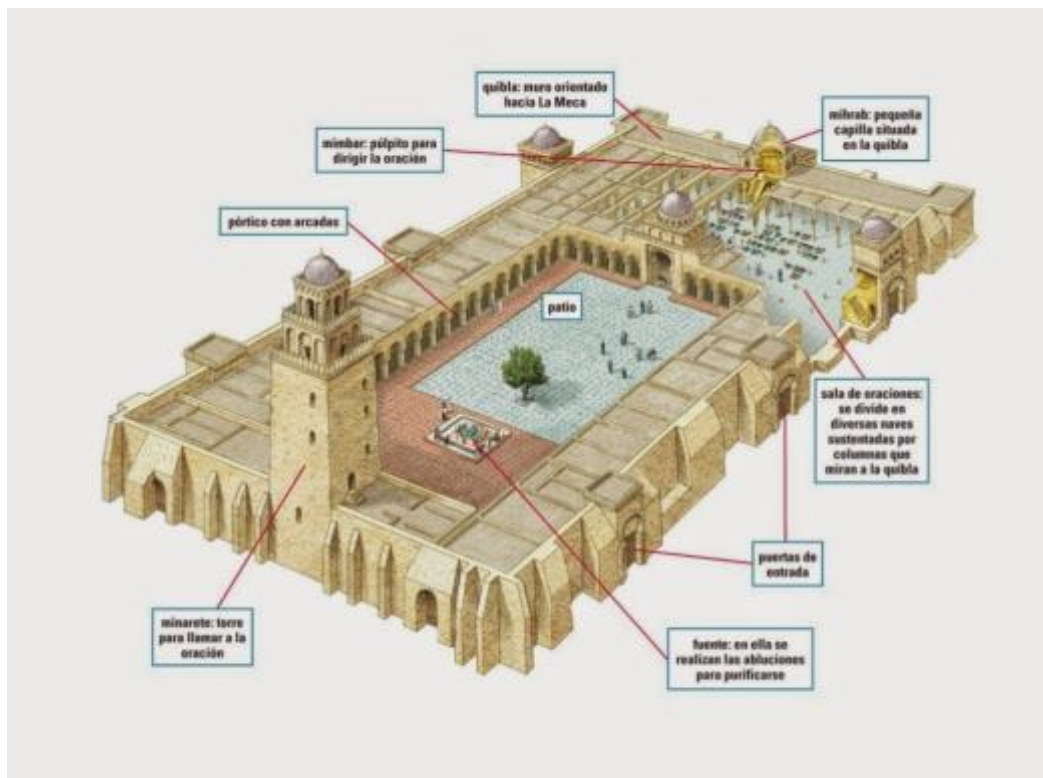 quibla: muro orientado
hacia La Meca
mihrab: pequeña
capilla situada
en la quibla
mimbar: púlpito para
dirigir la oración
pórtico con arcadas
patio
sala de oraciones:
se divide en
diversas naves
sustentadas por
columnas que
miran a la quibla
puertas de
entrada
minarete: torre
para llamar a la
oración
fuente: en ella se
realizan las abluciones
para purificarse